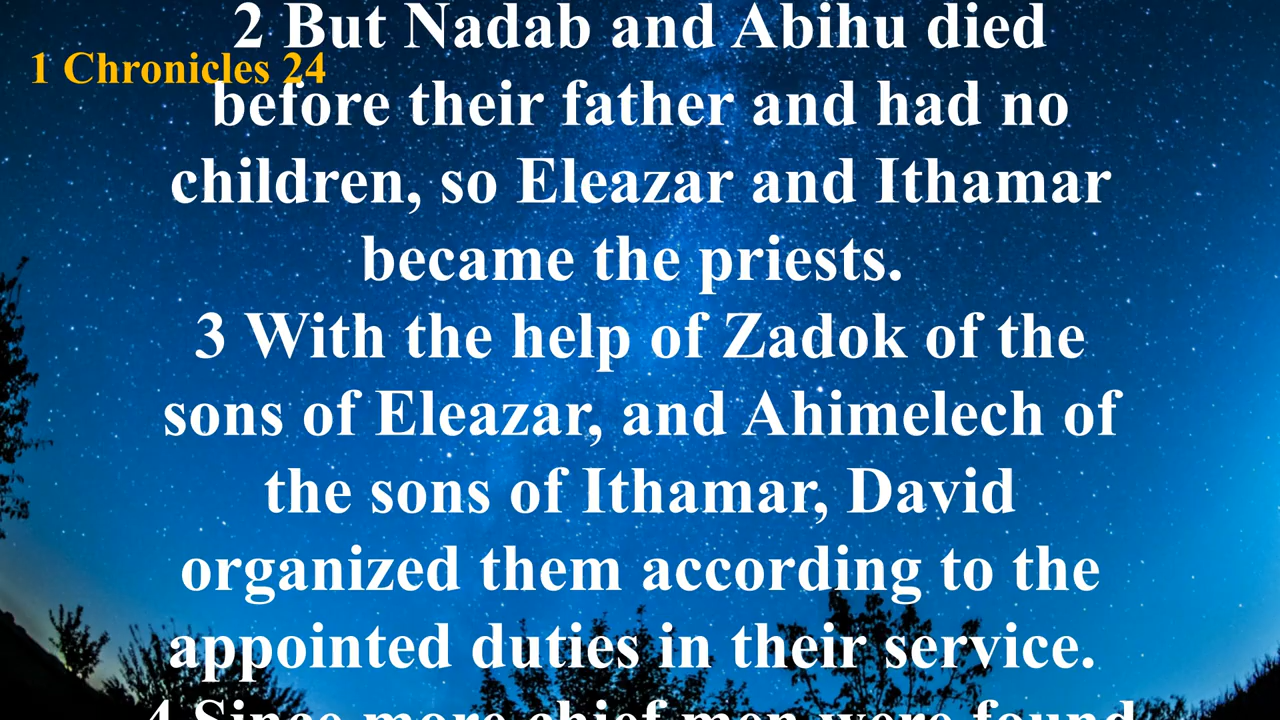 2 But Nadab and Abihu died
1 Chronicles 24
before their father and had no
children, so Eleazar and Ithamar
became the priests.
3 With the help of Zadok of the
sons of Eleazar, and Ahimelech of
the sons of Ithamar, David
organized them according to the
appointed duties in their service.
4 Since more chief men were found